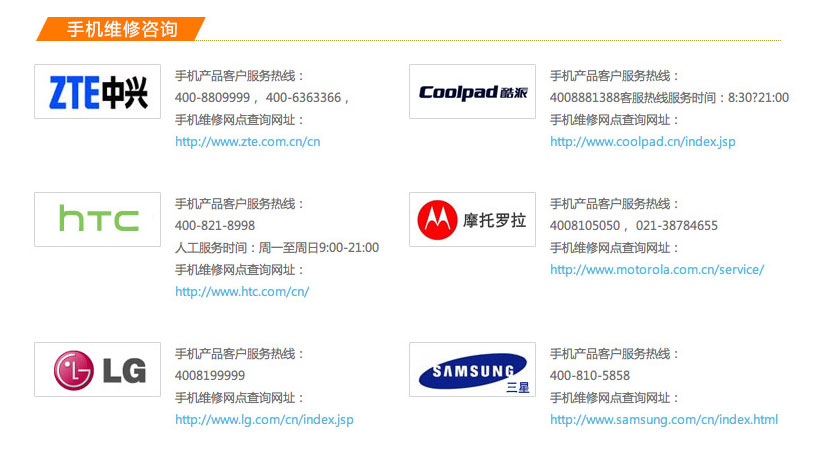 手机维修咨询
ZTE中兴
手机产品客户服务热线：
400-8809999 ，400-6363366 ，
手机维修网点查询网址：
http://www.zte.com.cn/cn
Coolpad 酷派
手机产品客户服务热线：
4008881388客服热线服务时间：8:30?21:00
手机维修网点查询网址：
http://www.coolpad.cn/index.jsp
hTC
手机产品客户服务热线：
400-821-8998
人工服务时间：周一至周日9:00-21:00
手机维修网点查询网址：
http://www.htc.com/cn/
摩托罗拉
手机产品客户服务热线：
4008105050 ，021-38784655
手机维修网点查询网址：
http://www.motorola.com.cn/service/
LG
手机产品客户服务热线：
4008199999
手机维修网点查询网址：
http://www.lg.com/cn/index.jsp
SAMSUNG
三星
手机产品客户服务热线：
400-810-5858
手机维修网点查询网址：
http://www.samsung.com/cn/index.html